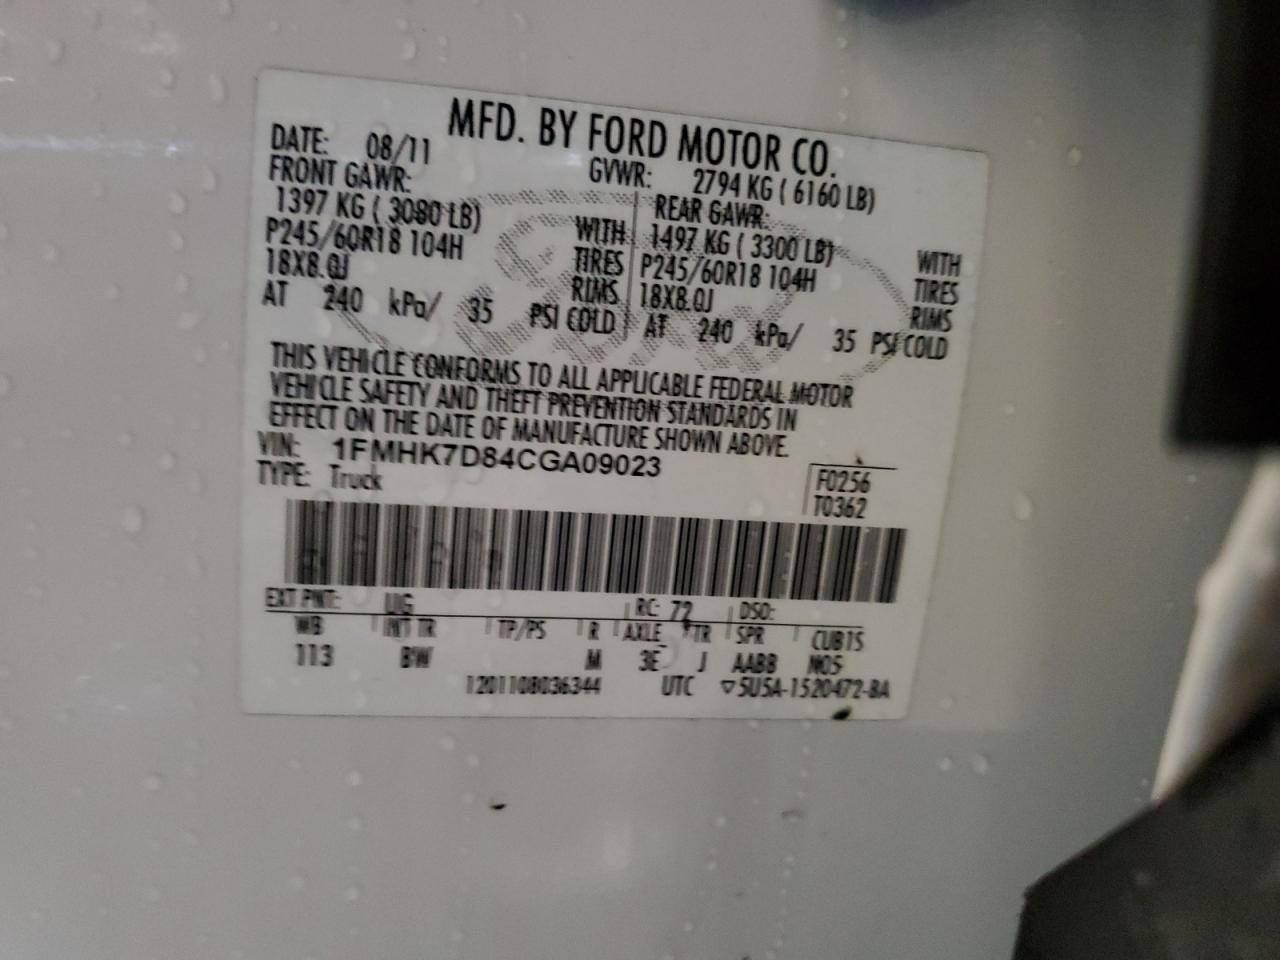 MFD. BY FORD MOTOR CO.
DATE: 08/11 GVWR: 2794 KG ( 6160 LB)
FRONT GAWR: REAR GAWR:
1397 KG ( 3080 LB) WITH 1497 KG ( 3300 LB) WITH
P245/60R18 104H TIRES P245/60R18 104H TIRES
18X8.0J RIMS 18X8.0J RIMS
AT 240 kPa/ 35 PSI COLD AT 240 kPa/ 35 PSI COLD
THIS VEHICLE CONFORMS TO ALL APPLICABLE FEDERAL MOTOR
VEHICLE SAFETY AND THEFT PREVENTION STANDARDS IN
EFFECT ON THE DATE OF MANUFACTURE SHOWN ABOVE.
VIN: 1FMHK7D84CGA09023
TYPE: Truck F0256
T0362
EXT PNT: UG RC: 72 DSO:
WB INT TR TP/PS R AXLE TR SPR CUB15
113 BW M 3E J AABB N05
1201108036344 UTC ▽5U5A-1520472-BA